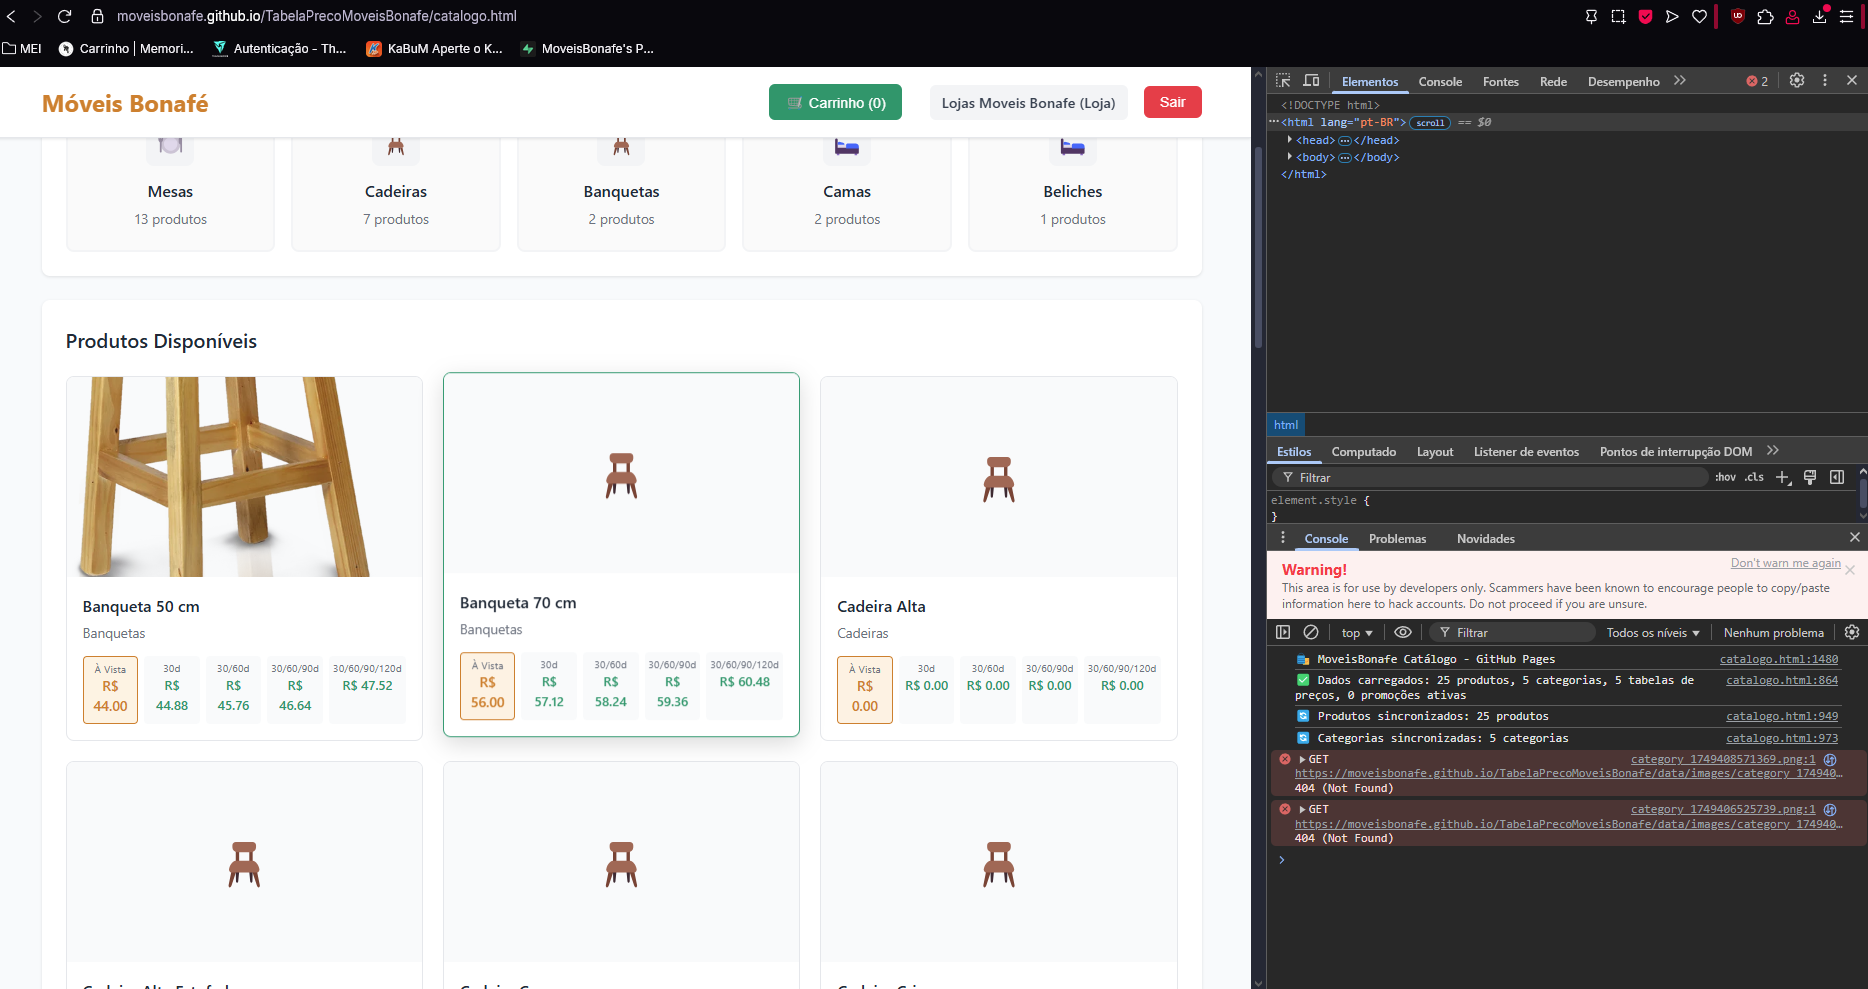 moveisbonafe.github.io/TabelaPrecoMoveisBonafe/catalogo.html
MEI
Carrinho | Memori...
Autenticação - Th...
KaBuM Aperte o K...
MoveisBonafe's P...
Móveis Bonafé
Carrinho (0)
Lojas Moveis Bonafe (Loja)
Sair
Mesas
13 produtos
Cadeiras
7 produtos
Banquetas
2 produtos
Camas
2 produtos
Beliches
1 produtos
Produtos Disponíveis
Banqueta 50 cm
Banquetas
À Vista
R$
44.00
30d
R$
44.88
30/60d
R$
45.76
30/60/90d
R$
46.64
30/60/90/120d
R$ 47.52
Banqueta 70 cm
Banquetas
À Vista
R$
56.00
30d
R$
57.12
30/60d
R$
58.24
30/60/90d
R$
59.36
30/60/90/120d
R$ 60.48
Cadeira Alta
Cadeiras
À Vista
R$
0.00
30d
R$ 0.00
30/60d
R$ 0.00
30/60/90d
R$ 0.00
30/60/90/120d
R$ 0.00
Elementos
Console
Fontes
Rede
Desempenho
2
<!DOCTYPE html>
<html lang="pt-BR"> scroll == $0
<head> </head>
<body> </body>
</html>
html
Estilos
Computado
Layout
Listener de eventos
Pontos de interrupção DOM
Filtrar
:hov .cls
element.style {
}
Console
Problemas
Novidades
Warning!
Don't warn me again
This area is for use by developers only. Scammers have been known to encourage people to copy/paste
information here to hack accounts. Do not proceed if you are unsure.
top
Filtrar
Todos os níveis
Nenhum problema
MoveisBonafe Catálogo - GitHub Pages catalogo.html:1480
Dados carregados: 25 produtos, 5 categorias, 5 tabelas de catalogo.html:864
preços, 0 promoções ativas
Produtos sincronizados: 25 produtos catalogo.html:949
Categorias sincronizadas: 5 categorias catalogo.html:973
GET category_1749408571369.png:1
https://moveisbonafe.github.io/TabelaPrecoMoveisBonafe/data/images/category_174940…
404 (Not Found)
GET category_1749406525739.png:1
https://moveisbonafe.github.io/TabelaPrecoMoveisBonafe/data/images/category_174940…
404 (Not Found)